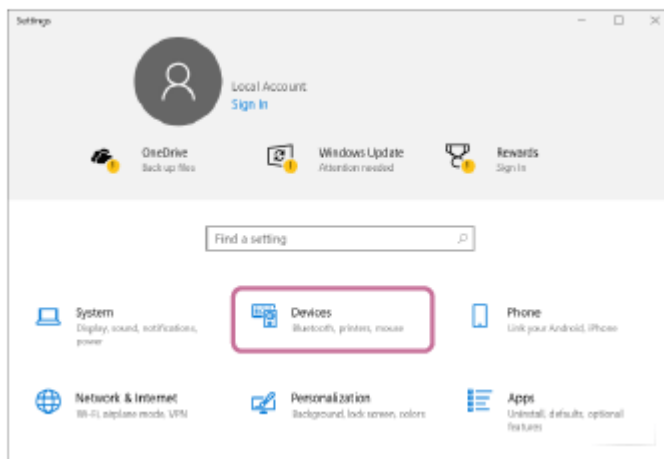 Settings
Local Account
Sign In
OneDrive
Back up files
Windows Update
Attention needed
Rewards
Sign In
Find a setting
System
Display, sound, notifications,
power
Devices
Bluetooth, printers, mouse
Phone
Link your Android, iPhone
Network & Internet
Wi-Fi, airplane mode, VPN
Personalization
Background, lock screen, colors
Apps
Uninstall, defaults, optional
features